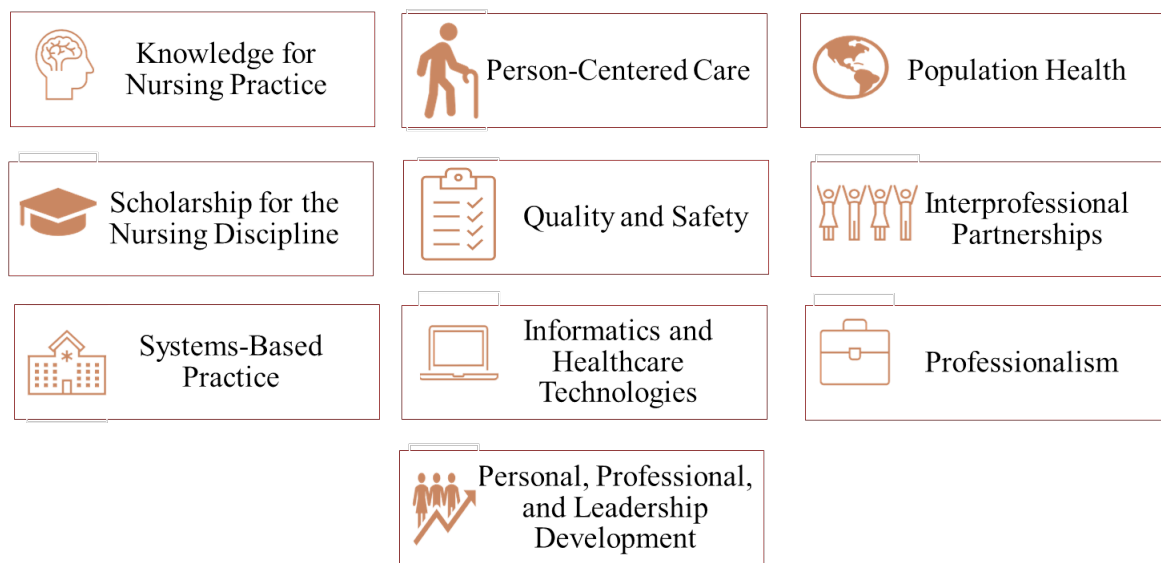 Knowledge for
Nursing Practice
Person-Centered Care
Population Health
Scholarship for the
Nursing Discipline
Quality and Safety
Interprofessional
Partnerships
Systems-Based
Practice
Informatics and
Healthcare
Technologies
Professionalism
Personal, Professional,
and Leadership
Development